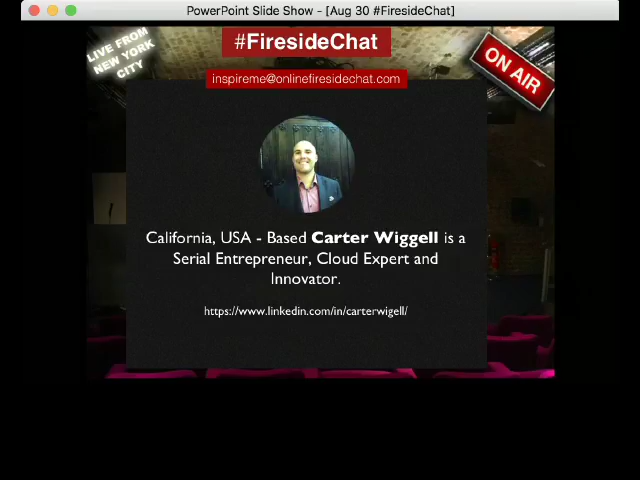 PowerPoint Slide Show - [Aug 30 #FiresideChat]
#FiresideChat
LIVE FROM
NEW YORK
CITY
ON AIR
inspireme@onlinefiresidechat.com
California, USA - Based Carter Wiggell is a
Serial Entrepreneur, Cloud Expert and
Innovator.
https://www.linkedin.com/in/carterwigell/